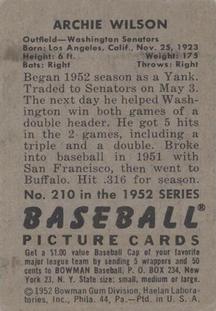 ARCHIE WILSON
Outfield—Washington Senators
Born: Los Angeles, Calif., Nov. 25, 1923
Height: 6 ft. Weight: 175
Bats: Right Throws: Right
Began 1952 season as a Yank.
Traded to Senators on May 3.
The next day he helped Wash-
ington win both games of a
double header. He got 5 hits
in the 2 games, including a
triple and a double. Broke
into baseball in 1951 with
San Francisco, then went to
Buffalo. Hit .316 for season.
No. 210 in the 1952 SERIES
BASEBALL
PICTURE CARDS
Get a $1.00 value Baseball Cap of your favorite
major league team by sending 5 wrappers and
50 cents to BOWMAN Baseball, P. O. BOX 234, New
York 23, N. Y. State size: small, medium, or large.
©1952 Bowman Gum Division, Haelan Labora-
tories, Inc., Phila. 44, Pa.—Ptd. in U. S. A.